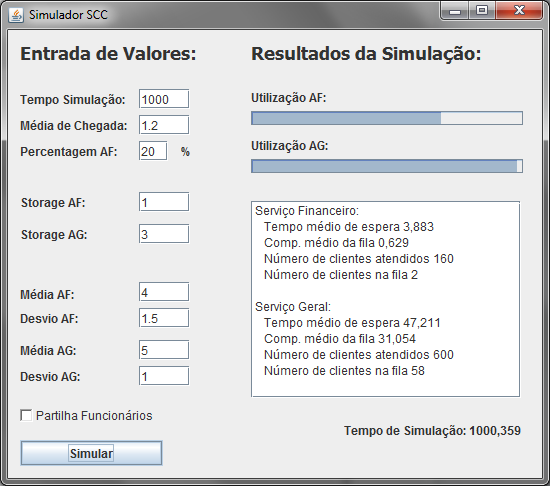 Simulador SCC
Entrada de Valores:
Tempo Simulação: 1000
Média de Chegada: 1.2
Percentagem AF: 20 %
Storage AF: 1
Storage AG: 3
Média AF: 4
Desvio AF: 1.5
Média AG: 5
Desvio AG: 1
Partilha Funcionários
Simular
Resultados da Simulação:
Utilização AF:
Utilização AG:
Serviço Financeiro:
Tempo médio de espera 3,883
Comp. médio da fila 0,629
Número de clientes atendidos 160
Número de clientes na fila 2
Serviço Geral:
Tempo médio de espera 47,211
Comp. médio da fila 31,054
Número de clientes atendidos 600
Número de clientes na fila 58
Tempo de Simulação: 1000,359